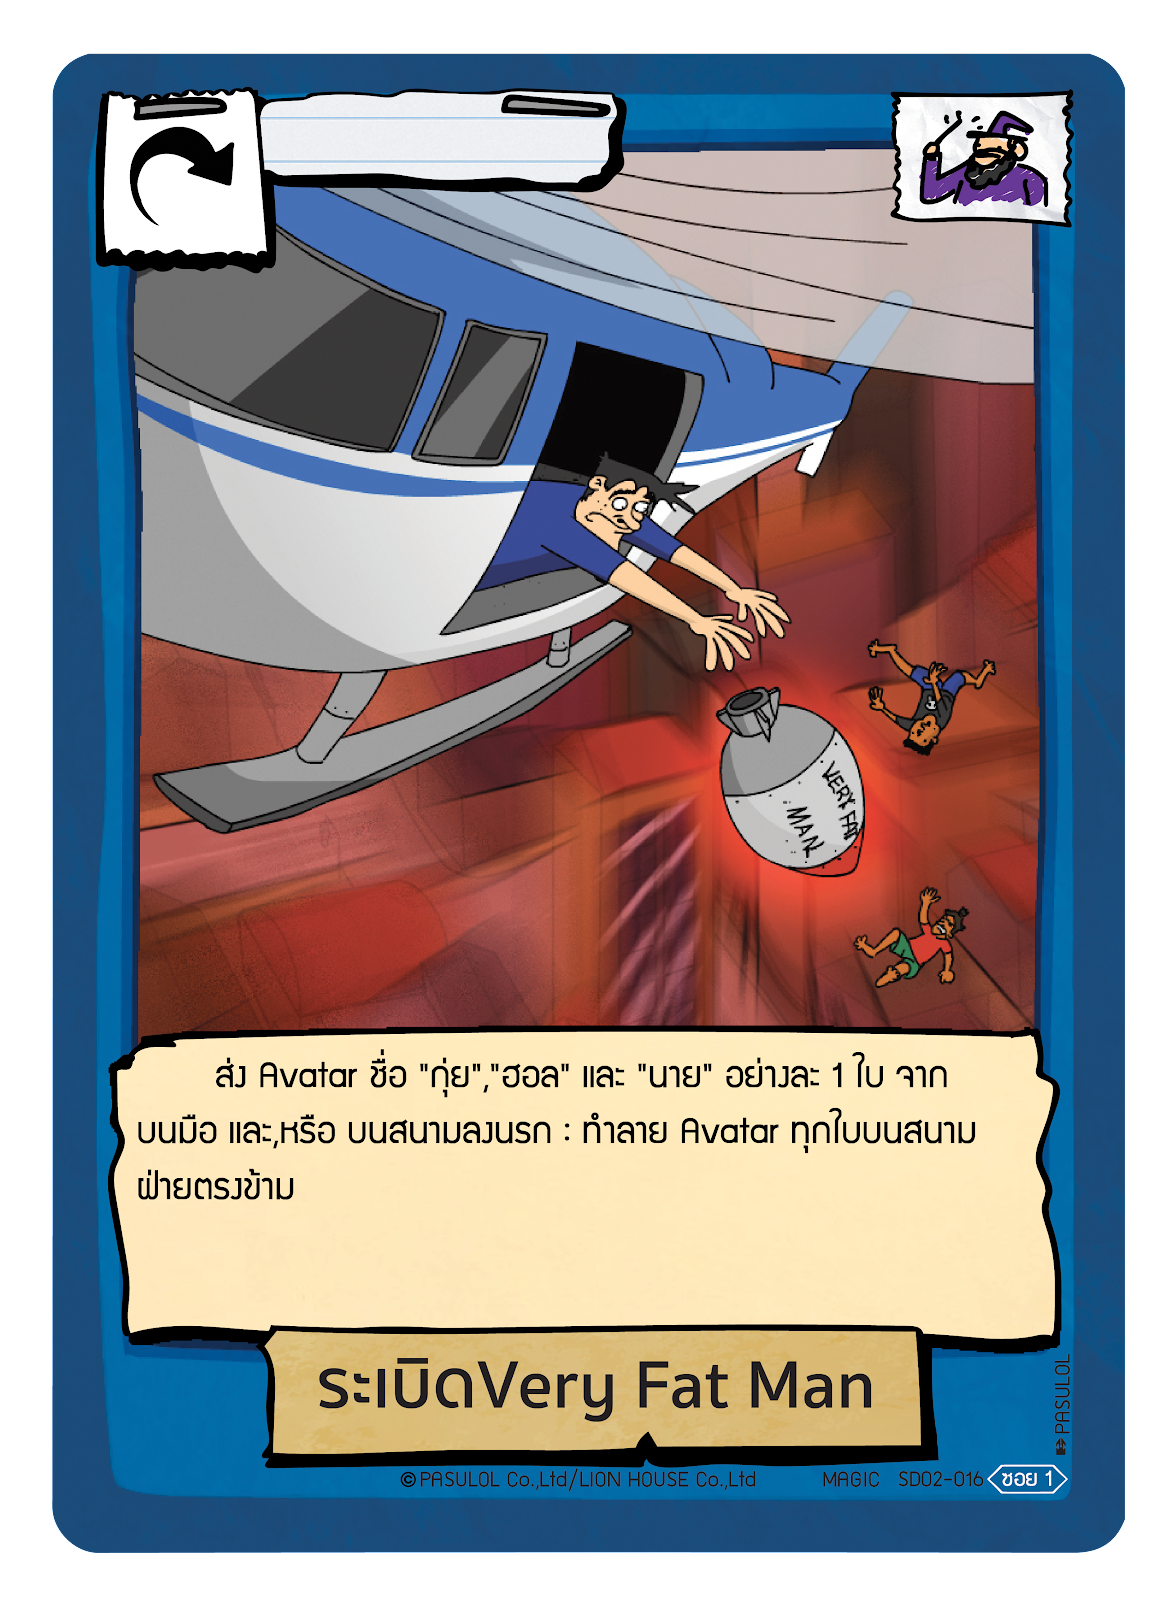 VERY FAT
MAN
ส่ง Avatar ชื่อ "กุ่ย","ฮอล" และ "นาย" อย่างละ 1 ใบ จาก
บนมือ และ,หรือ บนสนามลงนรก : ทำลาย Avatar ทุกใบบนสนาม
ฝ่ายตรงข้าม
ระเบิดVery Fat Man
PASULOL
© PASULOL Co.,Ltd/LION HOUSE Co.,Ltd MAGIC SD02-016 ซอย 1